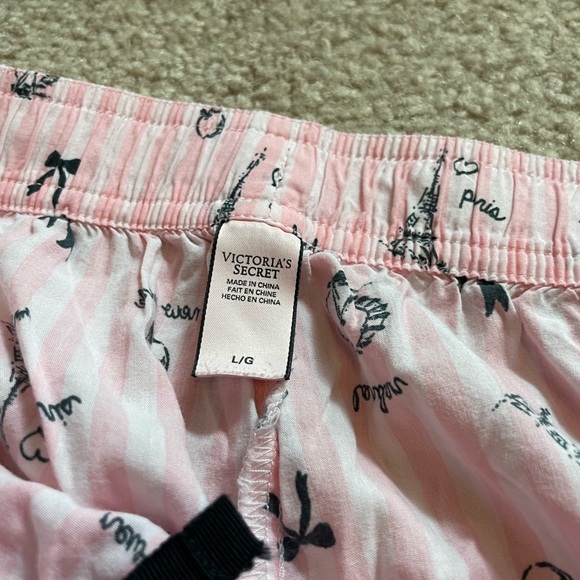 paris
VICTORIA'S
SECRET
MADE IN CHINA
FAIT EN CHINE
HECHO EN CHINA
L/G